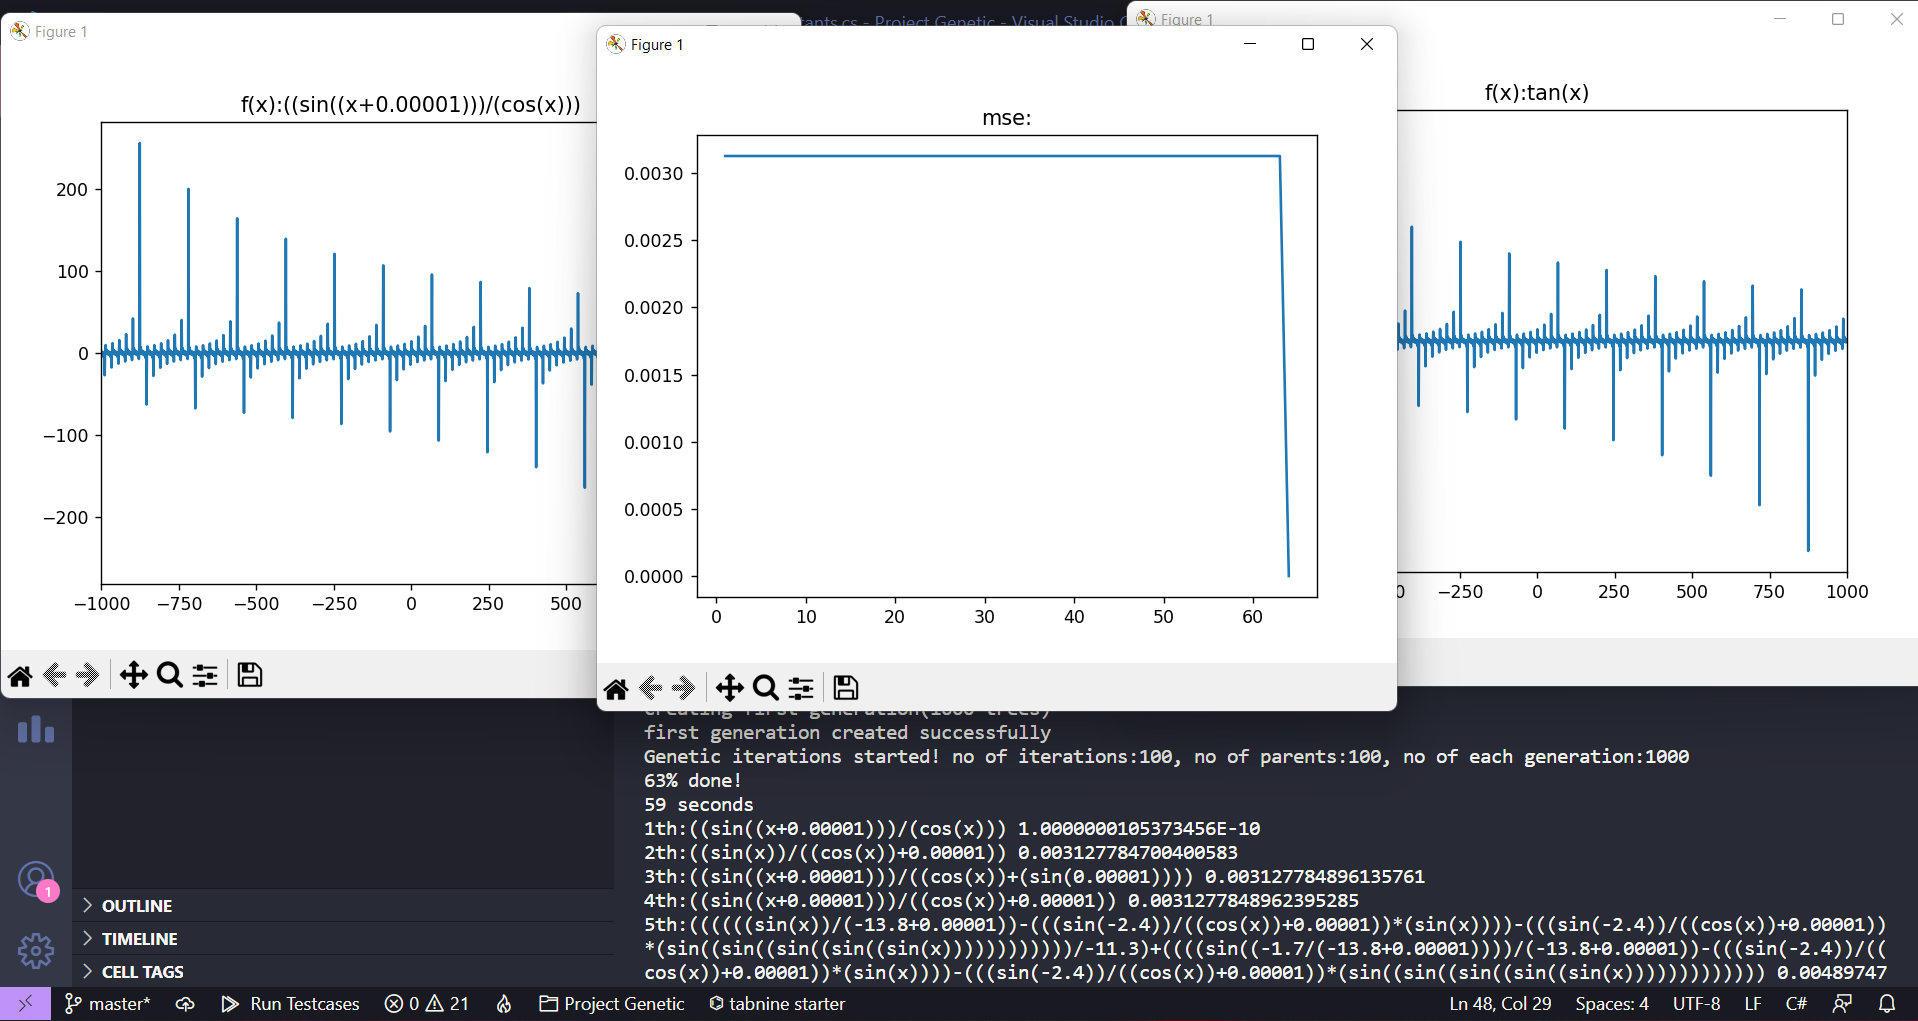 tants.cs - Project Genetic - Visual Studio C
Figure 1
f(x):((sin((x+0.00001)))/(cos(x)))
200
100
0
−100
−200
−1000 −750 −500 −250 0 250 500
Figure 1
mse:
0.0030
0.0025
0.0020
0.0015
0.0010
0.0005
0.0000
0 10 20 30 40 50 60
Figure 1
f(x):tan(x)
0 −250 0 250 500 750 1000
creating first generation(1000 trees)
first generation created successfully
Genetic iterations started! no of iterations:100, no of parents:100, no of each generation:1000
63% done!
59 seconds
1th:((sin((x+0.00001)))/(cos(x))) 1.0000000105373456E-10
2th:((sin(x))/((cos(x))+0.00001)) 0.003127784700400583
3th:((sin((x+0.00001)))/((cos(x))+(sin(0.00001)))) 0.003127784896135761
4th:((sin((x+0.00001)))/((cos(x))+0.00001)) 0.0031277848962395285
5th:((((((sin(x))/(-13.8+0.00001))-(((sin(-2.4))/((cos(x))+0.00001))*(sin(x))))-(((sin(-2.4))/((cos(x))+0.00001))
*(sin((sin((sin((sin((sin((sin(x))))))))))))/-11.3)+((((sin((-1.7/(-13.8+0.00001))))/(-13.8+0.00001))-(((sin(-2.4))/((
cos(x))+0.00001))*(sin(x))))-(((sin(-2.4))/((cos(x))+0.00001))*(sin((sin((sin((sin((sin((sin(x))))))))))))) 0.00489747
1
OUTLINE
TIMELINE
CELL TAGS
master* Run Testcases 0 21 Project Genetic tabnine starter Ln 48, Col 29 Spaces: 4 UTF-8 LF C#